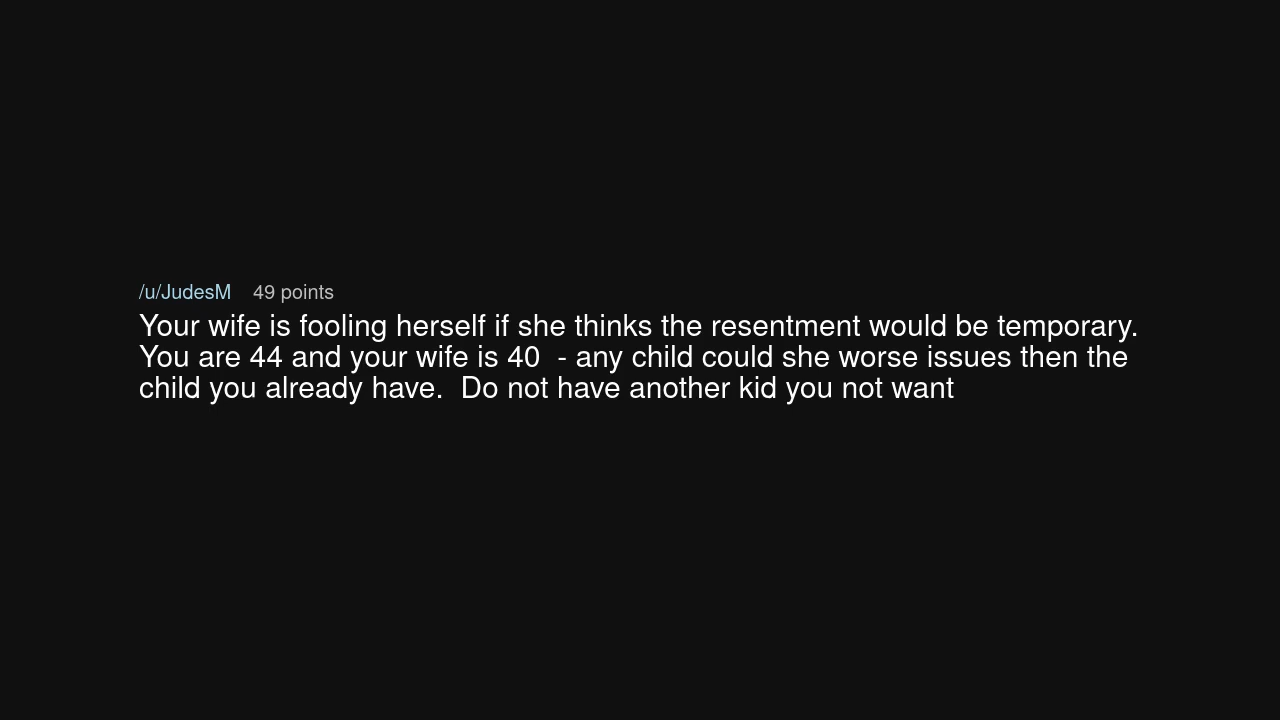 /u/JudesM 49 points
Your wife is fooling herself if she thinks the resentment would be temporary.
You are 44 and your wife is 40  - any child could she worse issues then the
child you already have.  Do not have another kid you not want